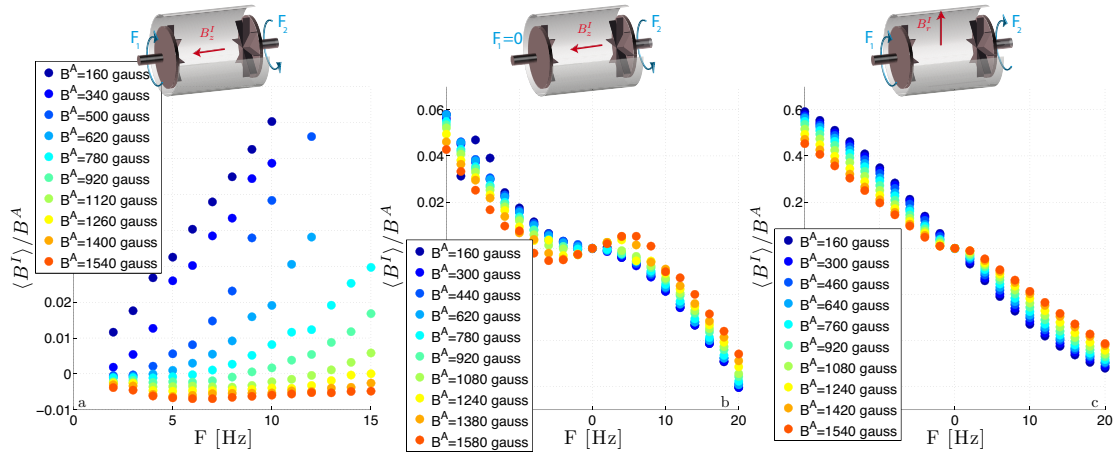 F₁
B_z^I
F₂
B^A=160 gauss
B^A=340 gauss
B^A=500 gauss
B^A=620 gauss
B^A=780 gauss
B^A=920 gauss
B^A=1120 gauss
B^A=1260 gauss
B^A=1400 gauss
B^A=1540 gauss
⟨B^I⟩/B^A
0.02
0.01
0
−0.01
a
5
10
15
F [Hz]
F₁=0
B_z^I
F₂
0.06
0.04
0.02
⟨B^I⟩/B^A
B^A=160 gauss
B^A=300 gauss
B^A=440 gauss
B^A=620 gauss
B^A=780 gauss
B^A=920 gauss
B^A=1080 gauss
B^A=1240 gauss
B^A=1380 gauss
B^A=1580 gauss
b
0
10
20
F [Hz]
F₁
B_r^I
F₂
0.6
0.4
0.2
⟨B^I⟩/B^A
B^A=160 gauss
B^A=300 gauss
B^A=460 gauss
B^A=640 gauss
B^A=760 gauss
B^A=920 gauss
B^A=1080 gauss
B^A=1240 gauss
B^A=1420 gauss
B^A=1540 gauss
c
0
10
20
F [Hz]